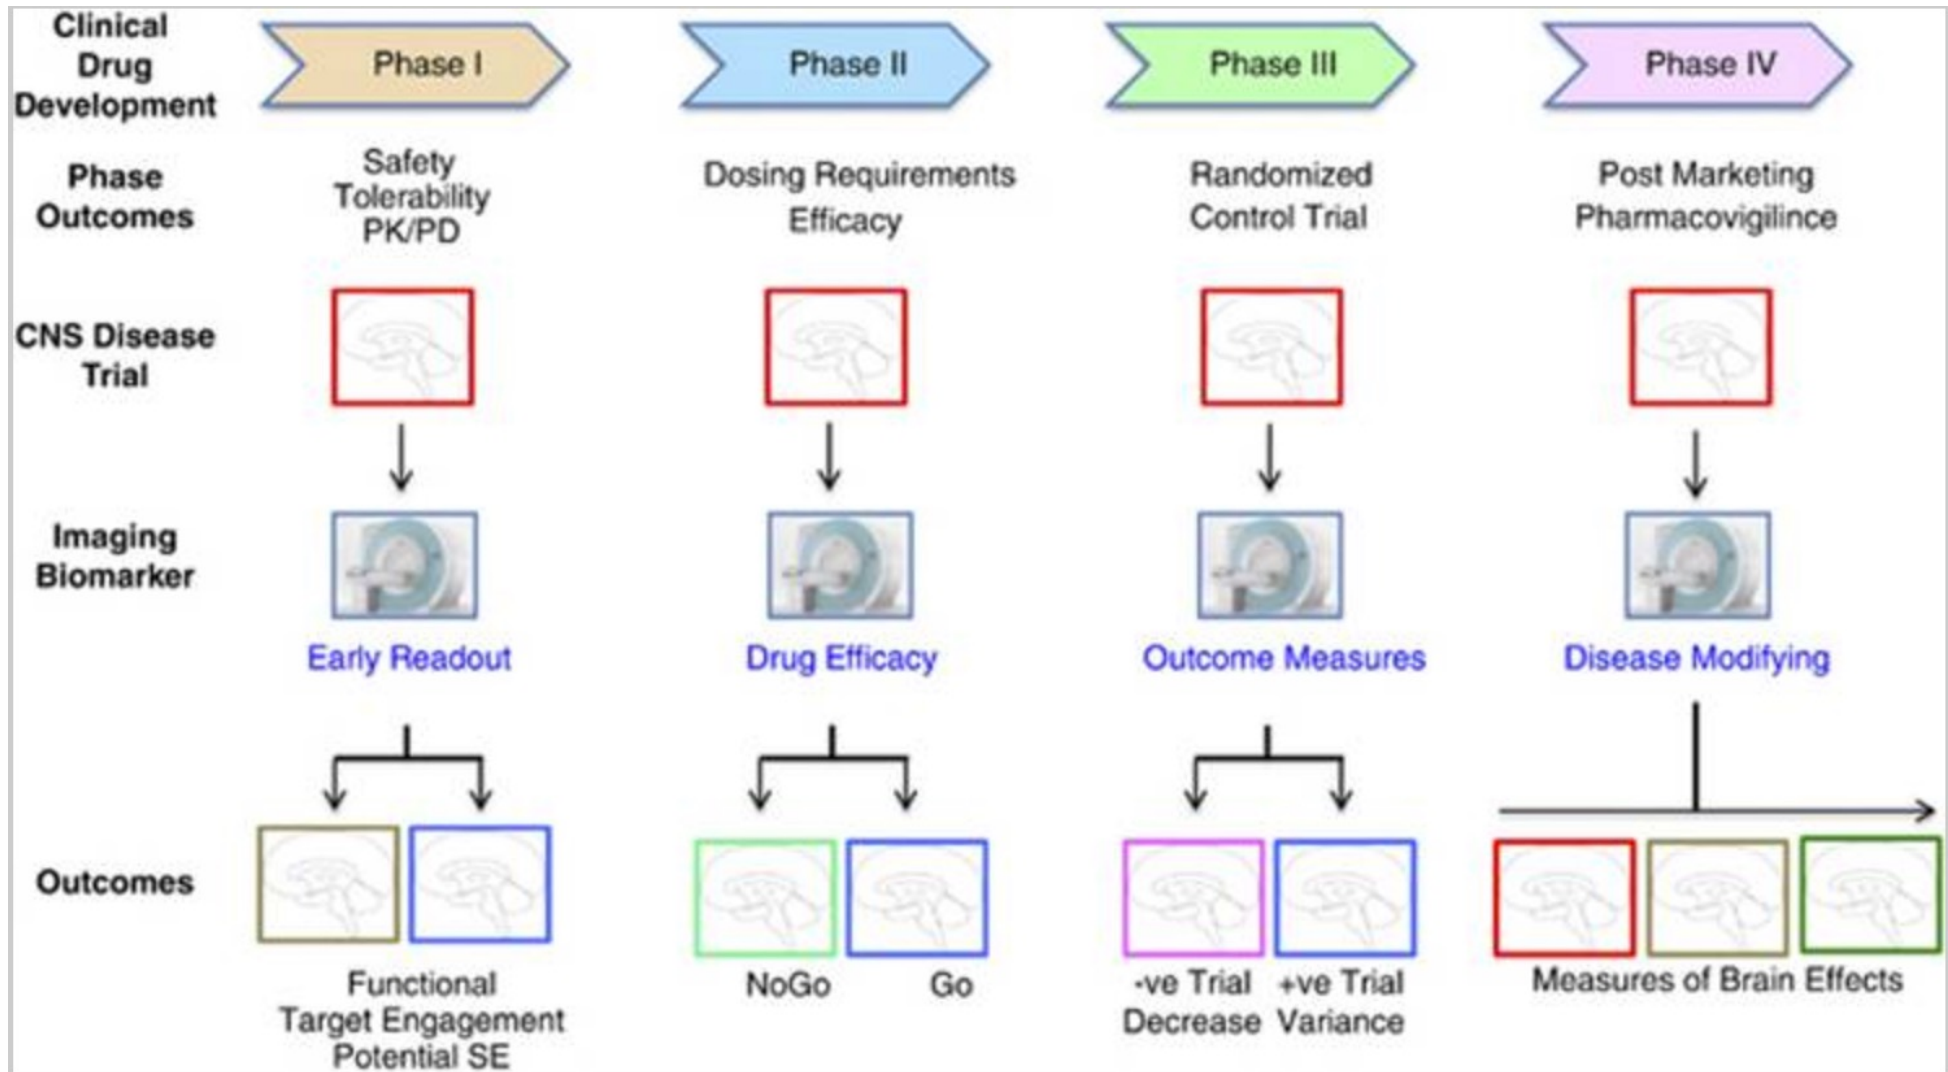 Clinical
Drug
Development
Phase I
Phase II
Phase III
Phase IV
Phase
Outcomes
Safety
Tolerability
PK/PD
Dosing Requirements
Efficacy
Randomized
Control Trial
Post Marketing
Pharmacovigilince
CNS Disease
Trial
Imaging
Biomarker
Early Readout
Drug Efficacy
Outcome Measures
Disease Modifying
Outcomes
Functional
Target Engagement
Potential SE
NoGo
Go
-ve Trial +ve Trial
Decrease Variance
Measures of Brain Effects